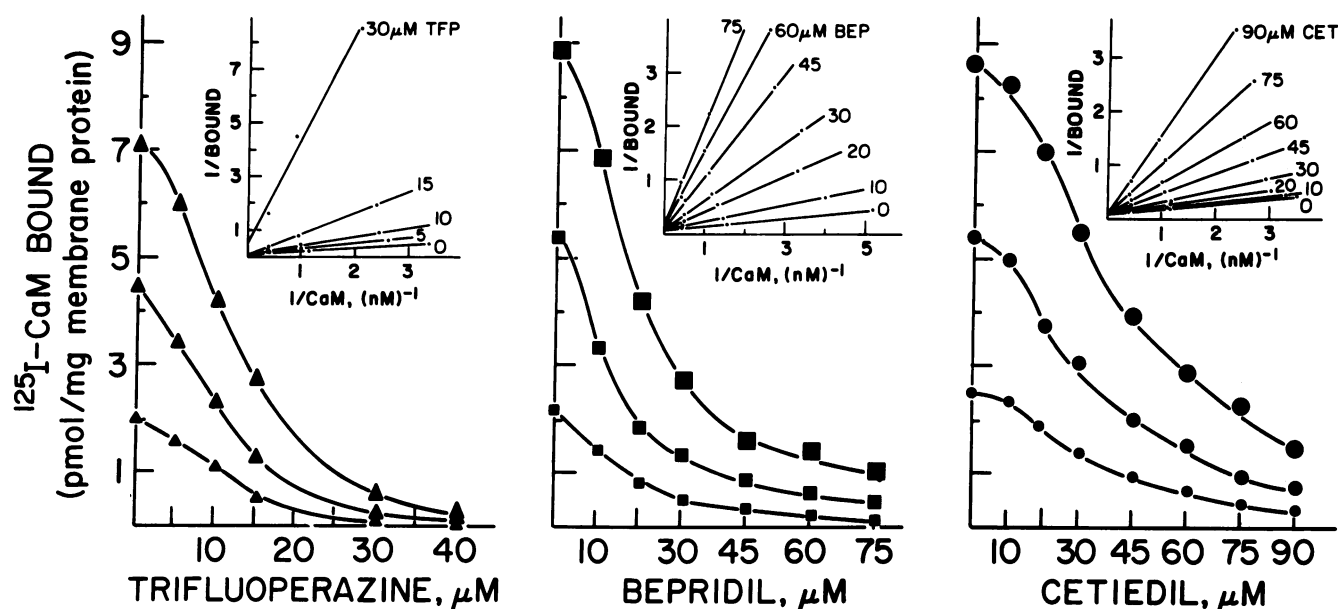 125I-CaM BOUND
(pmol/mg membrane protein)
9
7
5
3
1
10 20 30 40
TRIFLUOPERAZINE, μM
30μM TFP
15
10
5
0
1/BOUND
7
5
3
1
1 2 3
1/CaM, (nM)-1
10 20 30 45 60 75
BEPRIDIL, μM
75
60μM BEP
45
30
20
10
0
1/BOUND
3
2
1
1 3 5
1/CaM, (nM)-1
10 30 45 60 75 90
CETIEDIL, μM
90μM CET
75
60
45
30
20
10
0
1/BOUND
3
2
1
1 2 3
1/CaM, (nM)-1